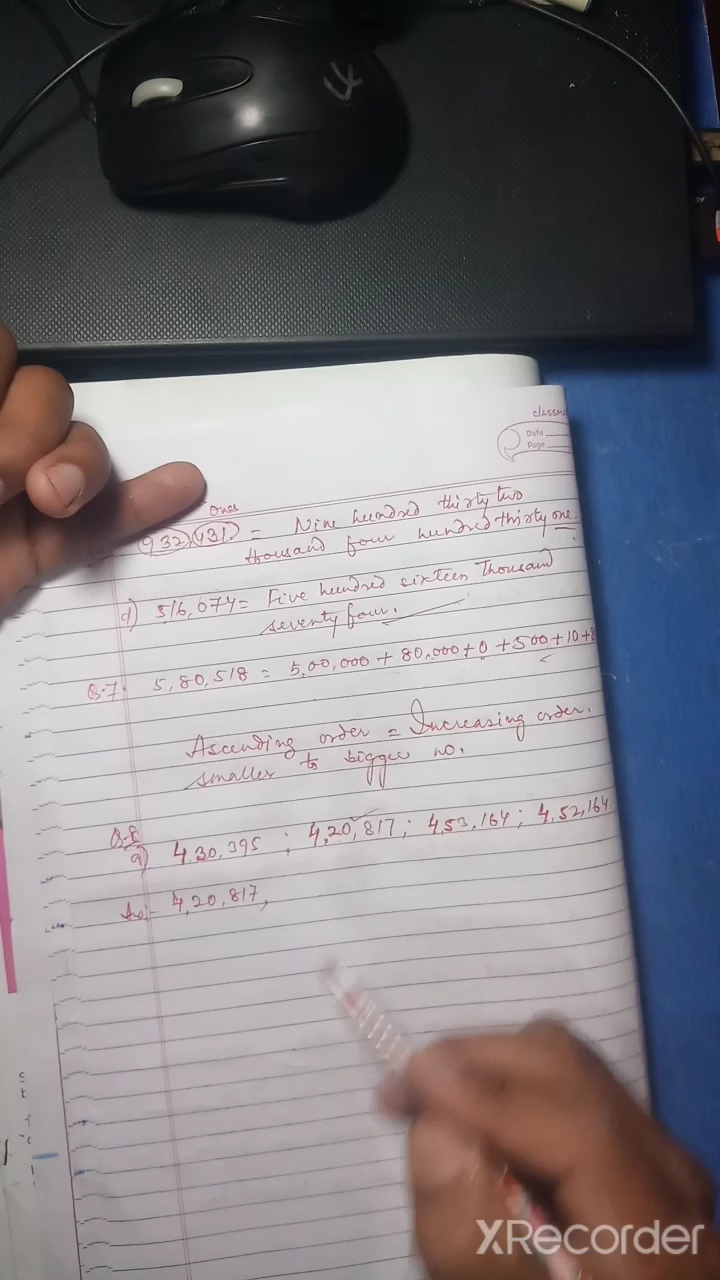 classm
Date
Page
Ones
932,431 = Nine hundred thirty two
thousand four hundred thirty one.
d) 516,074 = Five hundred sixteen Thousand
seventy four.
Q.7. 5,80,518 = 5,00,000 + 80,000 + 0 + 500 + 10 + 8
Ascending order = Increasing order.
smaller to bigger no.
Q.8
a) 4,30,395 ; 4,20,817 ; 4,53,164 ; 4,52,164
Ans:- 4,20,817,
XRecorder